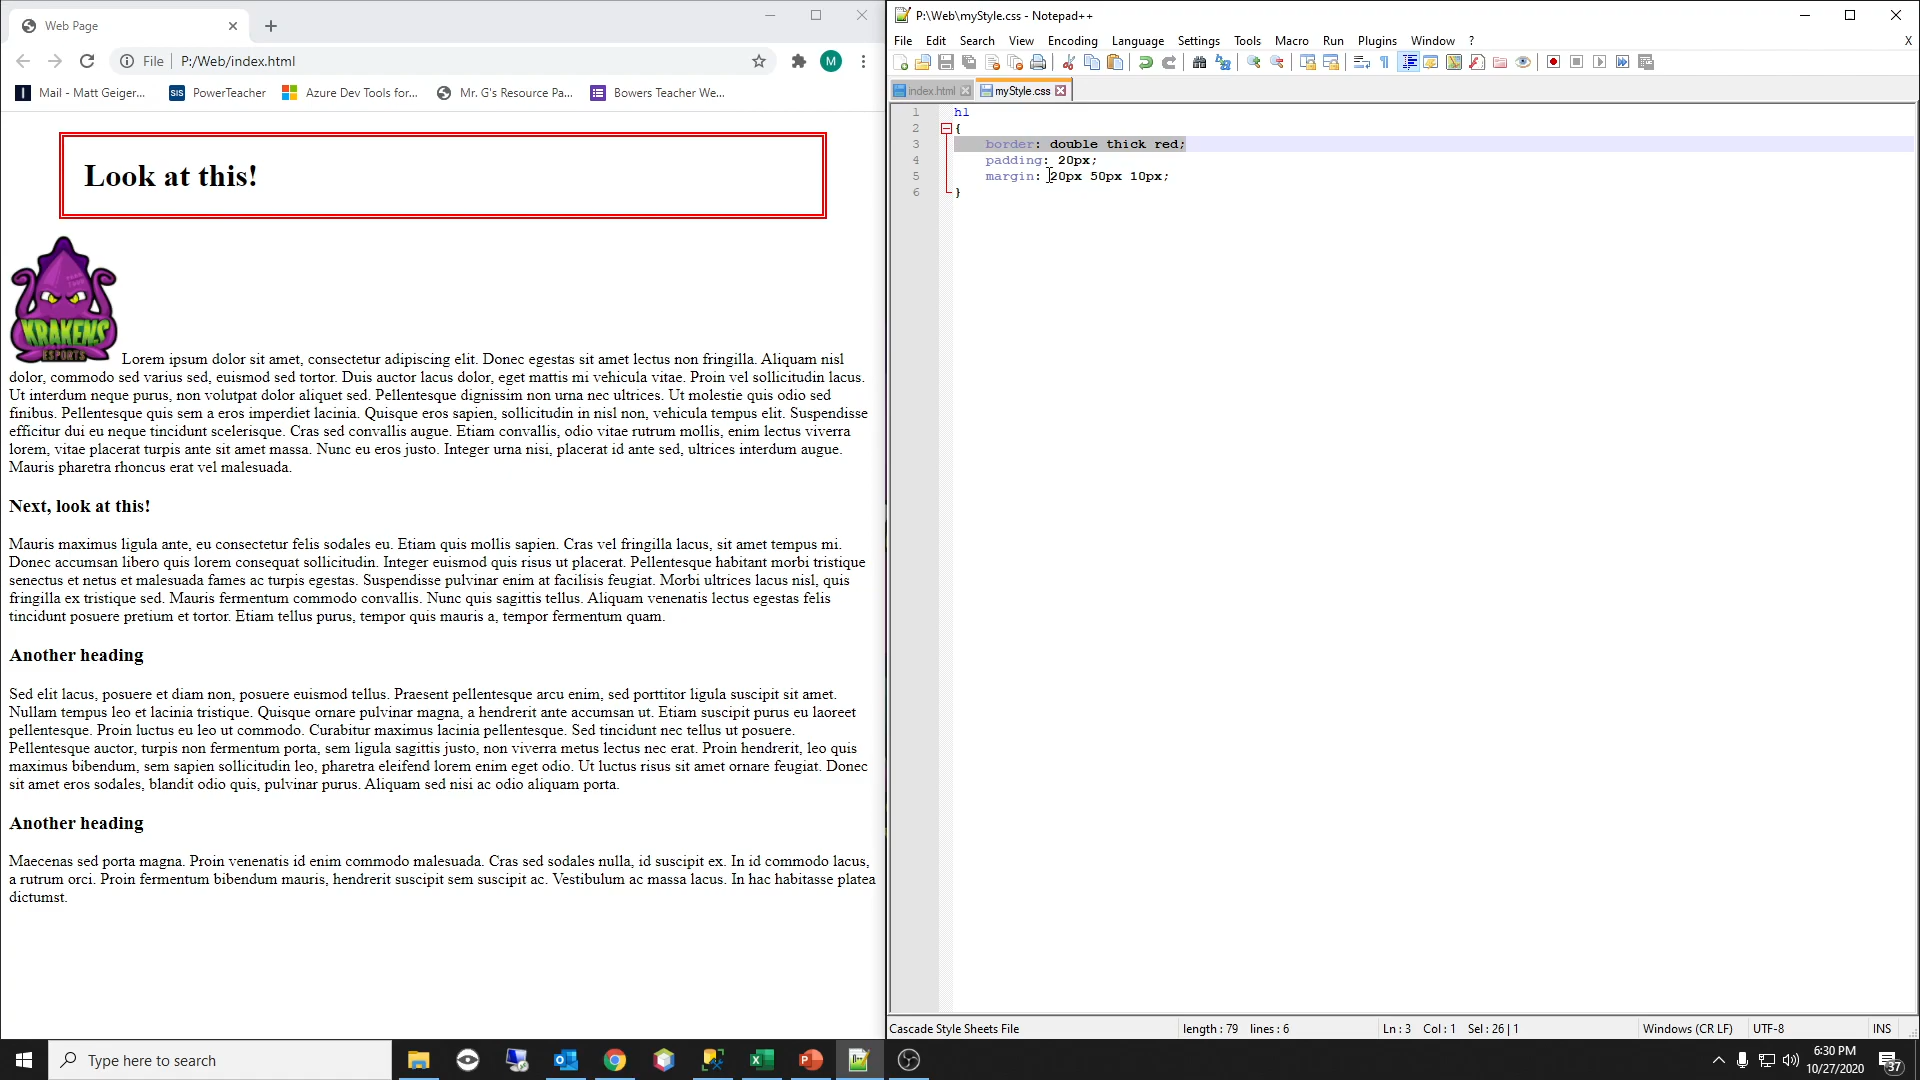 Web Page
File
P:/Web/index.html
M
Mail - Matt Geiger...
SIS
PowerTeacher
Azure Dev Tools for...
Mr. G's Resource Pa...
Bowers Teacher We...
Look at this!
KRAKENS
ESPORTS
Lorem ipsum dolor sit amet, consectetur adipiscing elit. Donec egestas sit amet lectus non fringilla. Aliquam nisl
dolor, commodo sed varius sed, euismod sed tortor. Duis auctor lacus dolor, eget mattis mi vehicula vitae. Proin vel sollicitudin lacus.
Ut interdum neque purus, non volutpat dolor aliquet sed. Pellentesque dignissim non urna nec ultrices. Ut molestie quis odio sed
finibus. Pellentesque quis sem a eros imperdiet lacinia. Quisque eros sapien, sollicitudin in nisl non, vehicula tempus elit. Suspendisse
efficitur dui eu neque tincidunt scelerisque. Cras sed convallis augue. Etiam convallis, odio vitae rutrum mollis, enim lectus viverra
lorem, vitae placerat turpis ante sit amet massa. Nunc eu eros justo. Integer urna nisi, placerat id ante sed, ultrices interdum augue.
Mauris pharetra rhoncus erat vel malesuada.
Next, look at this!
Mauris maximus ligula ante, eu consectetur felis sodales eu. Etiam quis mollis sapien. Cras vel fringilla lacus, sit amet tempus mi.
Donec accumsan libero quis lorem consequat sollicitudin. Integer euismod quis risus ut placerat. Pellentesque habitant morbi tristique
senectus et netus et malesuada fames ac turpis egestas. Suspendisse pulvinar enim at facilisis feugiat. Morbi ultrices lacus nisl, quis
fringilla ex tristique sed. Mauris fermentum commodo convallis. Nunc quis sagittis tellus. Aliquam venenatis lectus egestas felis
tincidunt posuere pretium et tortor. Etiam tellus purus, tempor quis mauris a, tempor fermentum quam.
Another heading
Sed elit lacus, posuere et diam non, posuere euismod tellus. Praesent pellentesque arcu enim, sed porttitor ligula suscipit sit amet.
Nullam tempus leo et lacinia tristique. Quisque ornare pulvinar magna, a hendrerit ante accumsan ut. Etiam suscipit purus eu laoreet
pellentesque. Proin luctus eu leo ut commodo. Curabitur maximus lacinia pellentesque. Sed tincidunt nec tellus ut posuere.
Pellentesque auctor, turpis non fermentum porta, sem ligula sagittis justo, non viverra metus lectus nec erat. Proin hendrerit, leo quis
maximus bibendum, sem sapien sollicitudin leo, pharetra eleifend lorem enim eget odio. Ut luctus risus sit amet ornare feugiat. Donec
sit amet eros sodales, blandit odio quis, pulvinar purus. Aliquam sed nisi ac odio aliquam porta.
Another heading
Maecenas sed porta magna. Proin venenatis id enim commodo malesuada. Cras sed sodales nulla, id suscipit ex. In id commodo lacus,
a rutrum orci. Proin fermentum bibendum mauris, hendrerit suscipit sem suscipit ac. Vestibulum ac massa lacus. In hac habitasse platea
dictumst.
P:\Web\myStyle.css - Notepad++
File Edit Search View Encoding Language Settings Tools Macro Run Plugins Window ? X
index.html myStyle.css
1 h1
2 {
3 border: double thick red;
4 padding: 20px;
5 margin: 20px 50px 10px;
6 }
Cascade Style Sheets File length : 79 lines : 6 Ln : 3 Col : 1 Sel : 26 | 1 Windows (CR LF) UTF-8 INS
Type here to search
6:30 PM
10/27/2020
37